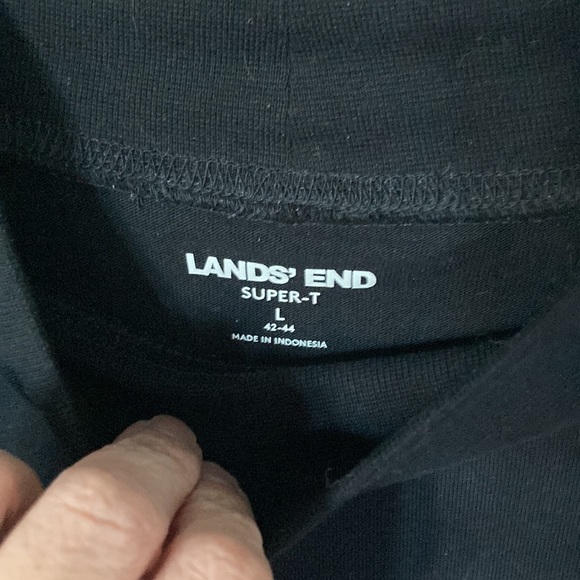 LANDS' END
SUPER-T
L
42-44
MADE IN INDONESIA